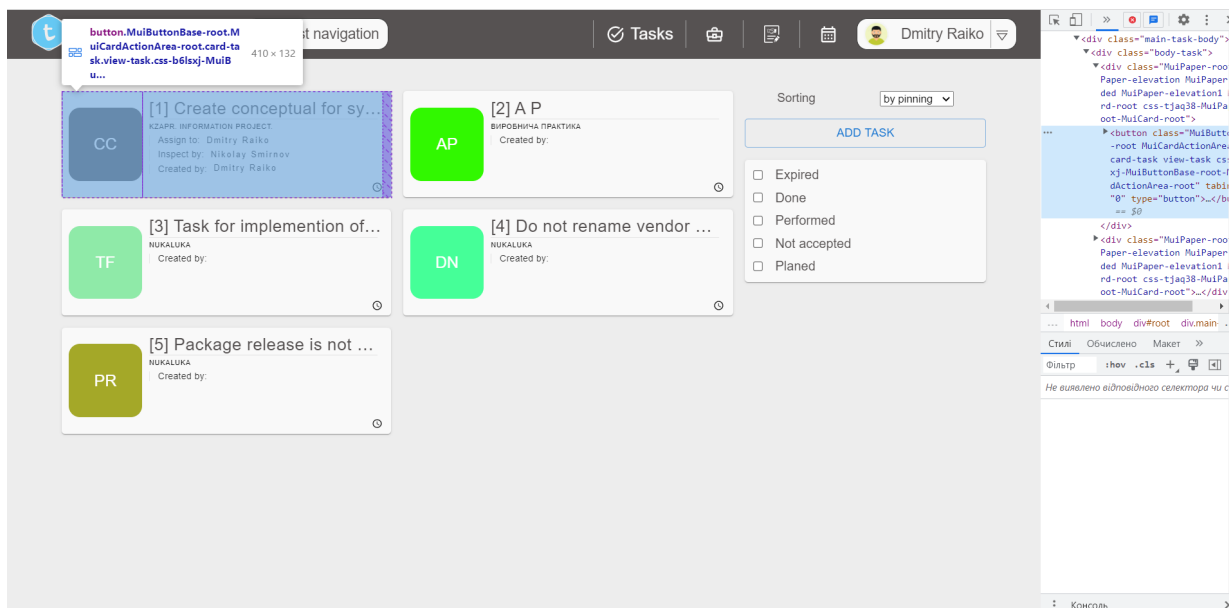 t
st navigation
Tasks
Dmitry Raiko
button.MuiButtonBase-root.M
uiCardActionArea-root.card-ta
sk.view-task.css-b6lsxj-MuiB
u...
410 × 132
CC
[1] Create conceptual for sy...
KZAPR. INFORMATION PROJECT.
Assign to: Dmitry Raiko
Inspect by: Nikolay Smirnov
Created by: Dmitry Raiko
AP
[2] A P
ВИРОБНИЧА ПРАКТИКА
Created by:
TF
[3] Task for implemention of...
NUKALUKA
Created by:
DN
[4] Do not rename vendor ...
NUKALUKA
Created by:
PR
[5] Package release is not ...
NUKALUKA
Created by:
Sorting
by pinning
ADD TASK
Expired
Done
Performed
Not accepted
Planed
<div class="main-task-body">
<div class="body-task">
<div class="MuiPaper-roo
Paper-elevation MuiPaper
ded MuiPaper-elevation1
rd-root css-tjaq38-MuiPa
oot-MuiCard-root">
... <button class="MuiButto
-root MuiCardActionArea
card-task view-task css
xj-MuiButtonBase-root-M
dActionArea-root" tabi
"0" type="button">…</bu
== $0
</div>
<div class="MuiPaper-roo
Paper-elevation MuiPaper
ded MuiPaper-elevation1
rd-root css-tjaq38-MuiPa
oot-MuiCard-root">…</div
... html body div#root div.main-
Стилі Обчислено Макет
Фільтр :hov .cls
Не виявлено відповідного селектора чи с
Консоль